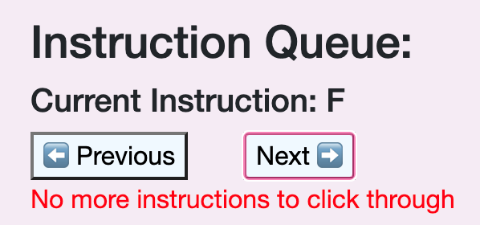 Instruction Queue:
Current Instruction: F
⬅️ Previous Next ➡️
No more instructions to click through